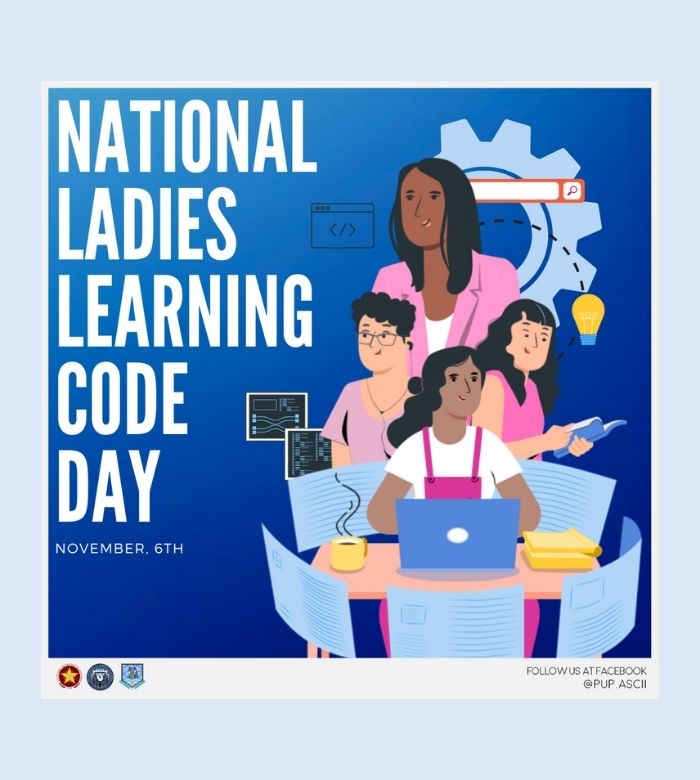 NATIONAL
LADIES
LEARNING
CODE
DAY
NOVEMBER, 6TH
</>
FOLLOW US AT FACEBOOK
@PUP.ASCII